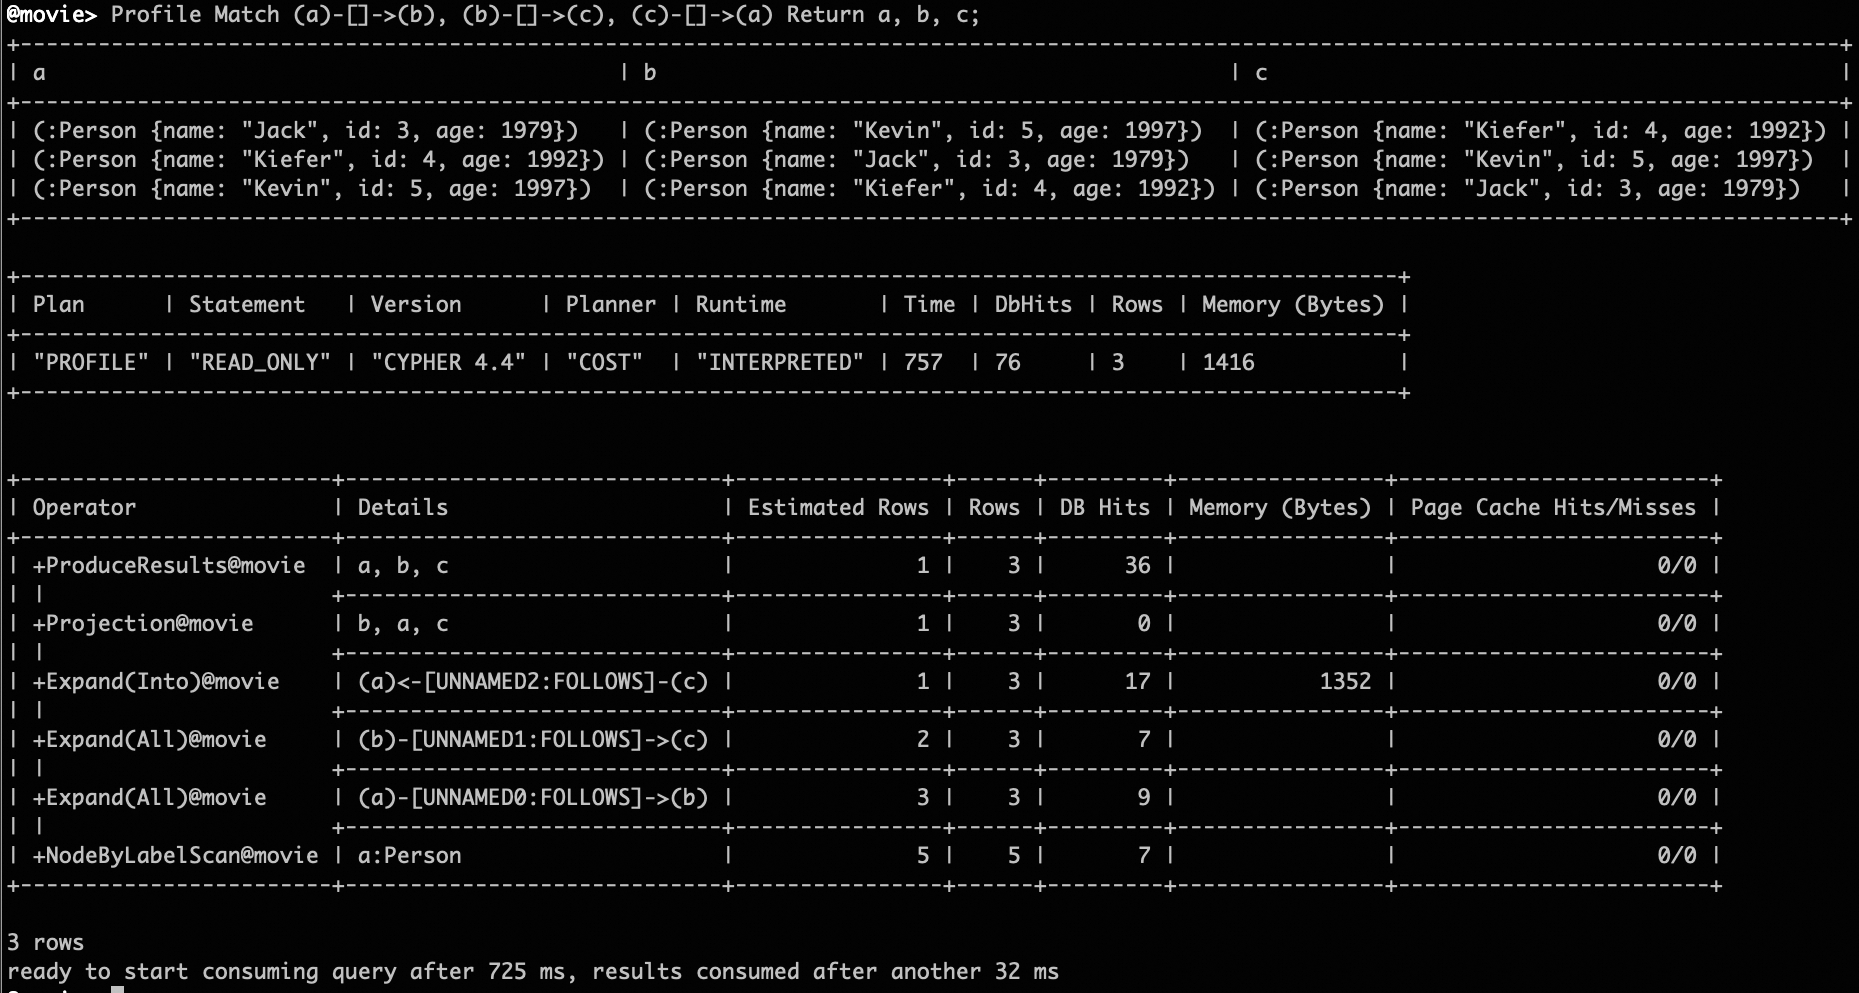 @movie> Profile Match (a)-[]->(b), (b)-[]->(c), (c)-[]->(a) Return a, b, c;
| a | b | c |
| (:Person {name: "Jack", id: 3, age: 1979}) | (:Person {name: "Kevin", id: 5, age: 1997}) | (:Person {name: "Kiefer", id: 4, age: 1992}) |
| (:Person {name: "Kiefer", id: 4, age: 1992}) | (:Person {name: "Jack", id: 3, age: 1979}) | (:Person {name: "Kevin", id: 5, age: 1997}) |
| (:Person {name: "Kevin", id: 5, age: 1997}) | (:Person {name: "Kiefer", id: 4, age: 1992}) | (:Person {name: "Jack", id: 3, age: 1979}) |
| Plan | Statement | Version | Planner | Runtime | Time | DbHits | Rows | Memory (Bytes) |
| "PROFILE" | "READ_ONLY" | "CYPHER 4.4" | "COST" | "INTERPRETED" | 757 | 76 | 3 | 1416 |
| Operator | Details | Estimated Rows | Rows | DB Hits | Memory (Bytes) | Page Cache Hits/Misses |
| +ProduceResults@movie | a, b, c | 1 | 3 | 36 | | 0/0 |
| +Projection@movie | b, a, c | 1 | 3 | 0 | | 0/0 |
| +Expand(Into)@movie | (a)<-[UNNAMED2:FOLLOWS]-(c) | 1 | 3 | 17 | 1352 | 0/0 |
| +Expand(All)@movie | (b)-[UNNAMED1:FOLLOWS]->(c) | 2 | 3 | 7 | | 0/0 |
| +Expand(All)@movie | (a)-[UNNAMED0:FOLLOWS]->(b) | 3 | 3 | 9 | | 0/0 |
| +NodeByLabelScan@movie | a:Person | 5 | 5 | 7 | | 0/0 |
3 rows
ready to start consuming query after 725 ms, results consumed after another 32 ms